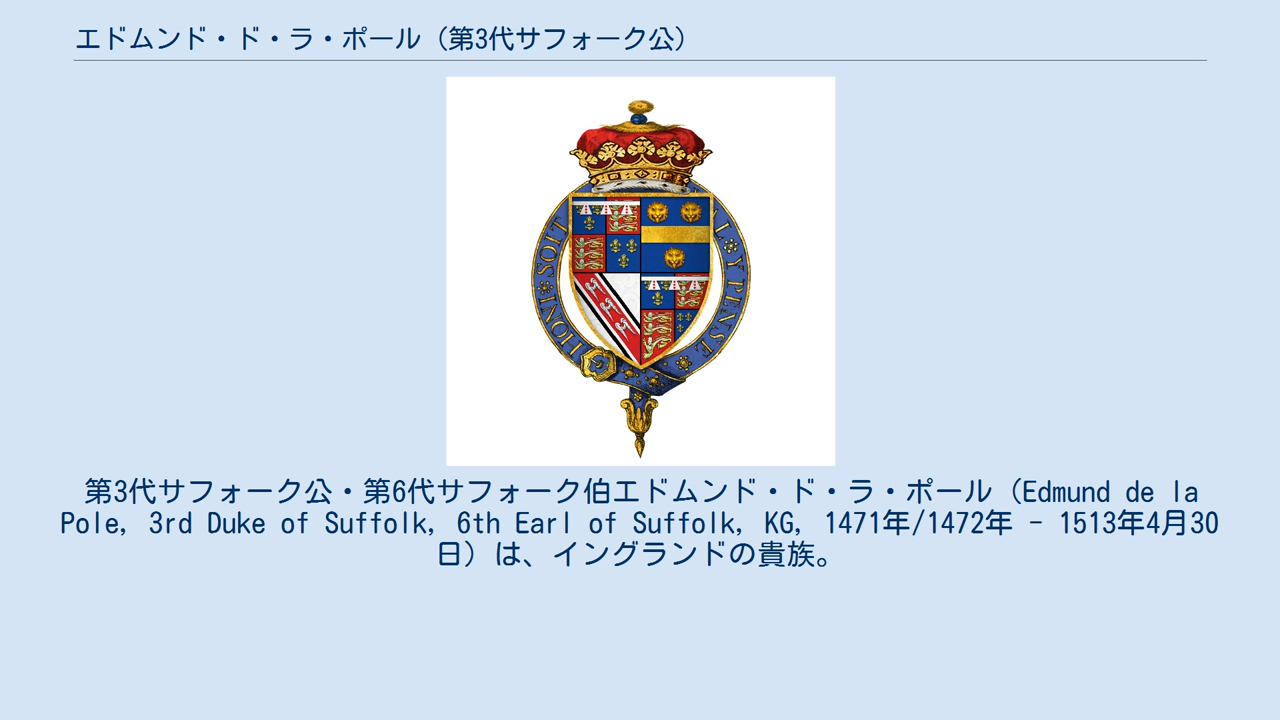 エドムンド・ド・ラ・ポール（第3代サフォーク公）
HONI SOIT
L Y PENSE
第3代サフォーク公・第6代サフォーク伯エドムンド・ド・ラ・ポール（Edmund de la
Pole, 3rd Duke of Suffolk, 6th Earl of Suffolk, KG, 1471年/1472年 - 1513年4月30
日）は、イングランドの貴族。